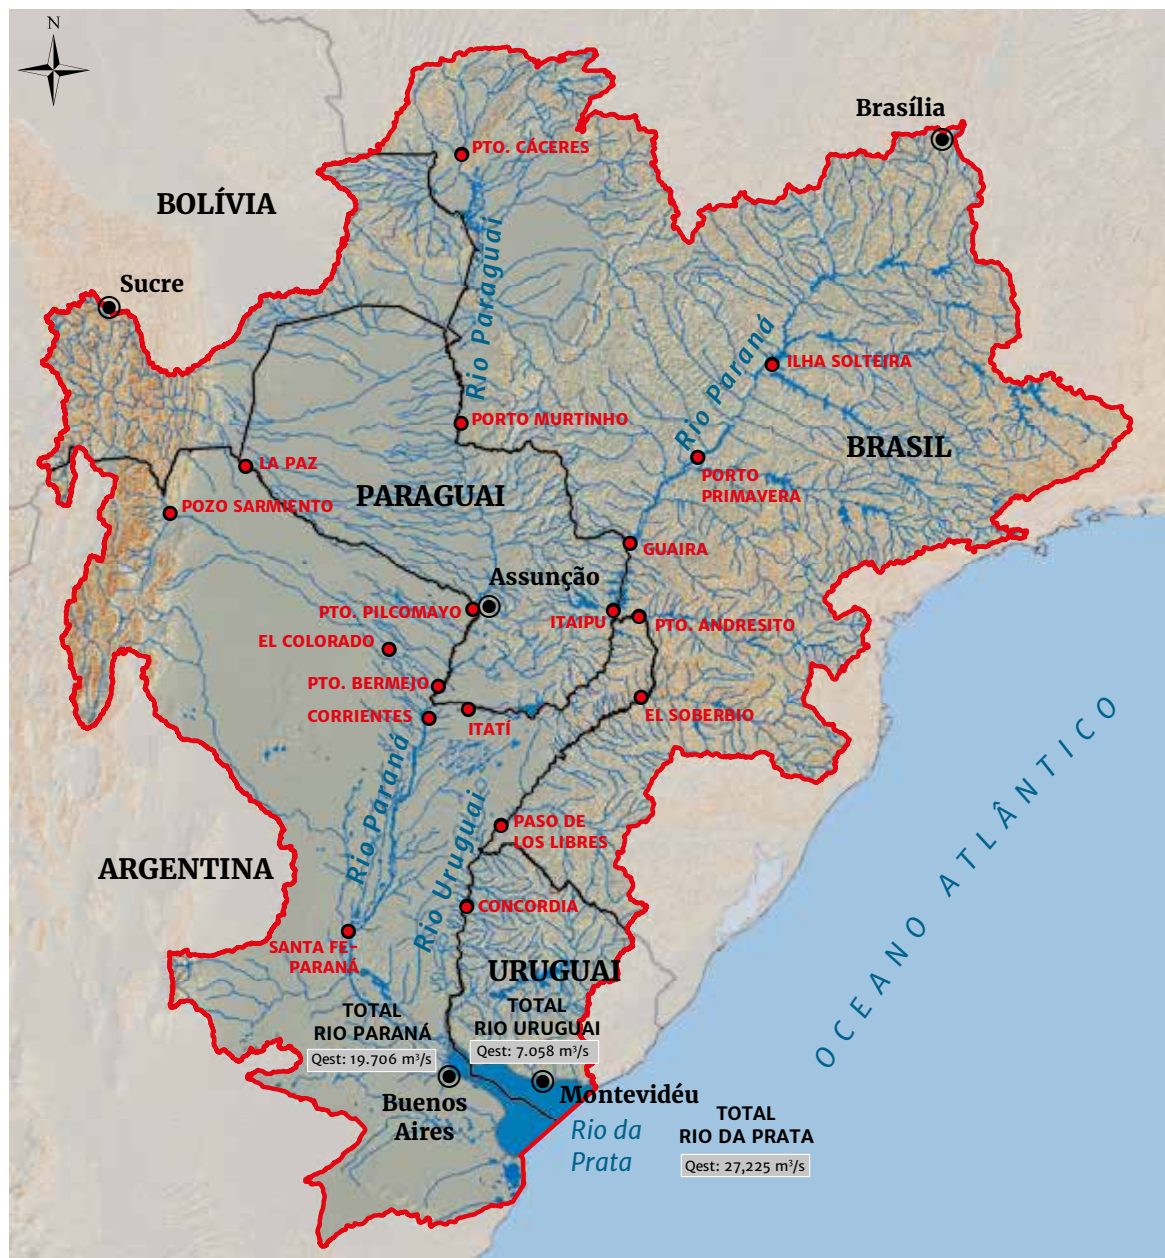 N
Brasília
PTO. CÁCERES
BOLÍVIA
Rio Paraguai
Sucre
Rio Paraná
ILHA SOLTEIRA
PORTO MURTINHO
BRASIL
LA PAZ
PORTO
PRIMAVERA
PARAGUAI
POZO SARMIENTO
GUAIRA
Assunção
PTO. PILCOMAYO
ITAIPU
PTO. ANDRESITO
EL COLORADO
PTO. BERMEJO
CORRIENTES
ITATÍ
EL SOBERBIO
Rio Paraná
Rio Uruguai
PASO DE
LOS LIBRES
ARGENTINA
CONCORDIA
SANTA FE-
PARANÁ
URUGUAI
OCEANO ATLÂNTICO
TOTAL
RIO PARANÁ
Qest: 19.706 m³/s
TOTAL
RIO URUGUAI
Qest: 7.058 m³/s
Buenos
Aires
Montevidéu
Rio da
Prata
TOTAL
RIO DA PRATA
Qest: 27,225 m³/s